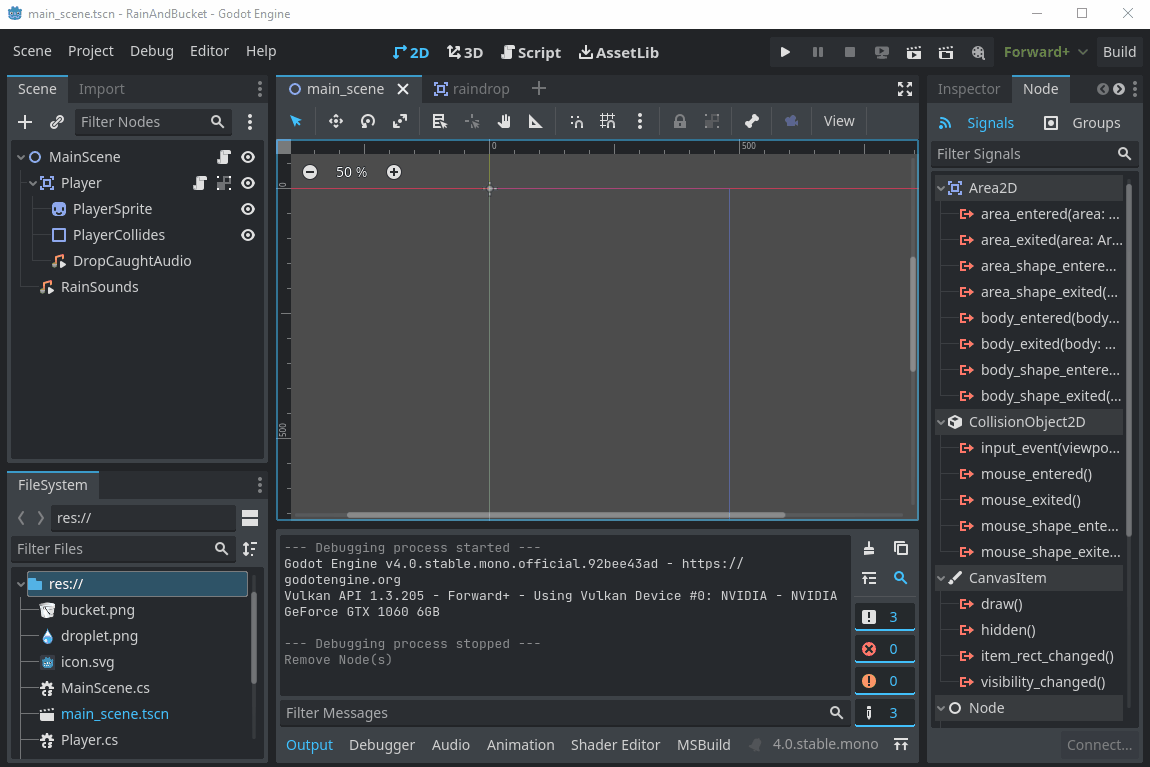 main_scene.tscn - RainAndBucket - Godot Engine
Scene Project Debug Editor Help
2D 3D Script AssetLib
Forward+ Build
Scene Import
Filter Nodes
MainScene
Player
PlayerSprite
PlayerCollides
DropCaughtAudio
RainSounds
FileSystem
res://
Filter Files
res://
bucket.png
droplet.png
icon.svg
MainScene.cs
main_scene.tscn
Player.cs
main_scene raindrop
View
0 500
50 %
0
500
--- Debugging process started ---
Godot Engine v4.0.stable.mono.official.92bee43ad - https://
godotengine.org
Vulkan API 1.3.205 - Forward+ - Using Vulkan Device #0: NVIDIA - NVIDIA
GeForce GTX 1060 6GB
--- Debugging process stopped ---
Remove Node(s)
3
0
0
3
Filter Messages
Output Debugger Audio Animation Shader Editor MSBuild 4.0.stable.mono
Inspector Node
Signals Groups
Filter Signals
Area2D
area_entered(area: ...
area_exited(area: Ar...
area_shape_entere...
area_shape_exited(...
body_entered(body...
body_exited(body: ...
body_shape_entere...
body_shape_exited(...
CollisionObject2D
input_event(viewpo...
mouse_entered()
mouse_exited()
mouse_shape_ente...
mouse_shape_exite...
CanvasItem
draw()
hidden()
item_rect_changed()
visibility_changed()
Node
Connect...